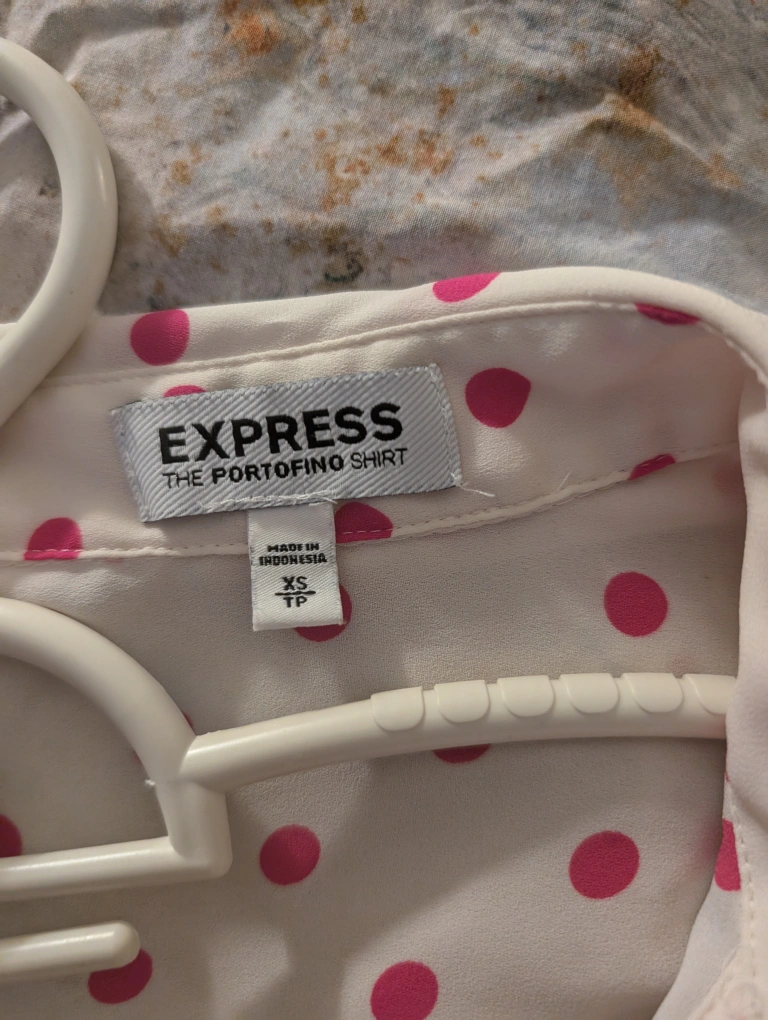 EXPRESS
THE PORTOFINO SHIRT
MADE IN
INDONESIA
XS
TP